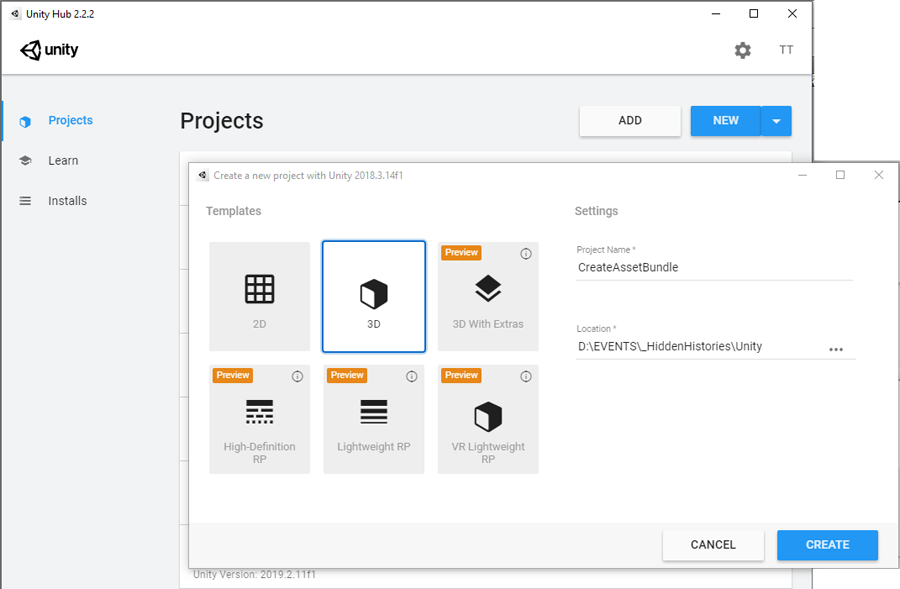 Unity Hub 2.2.2
unity
TT
Projects
Learn
Installs
Projects
ADD
NEW
Create a new project with Unity 2018.3.14f1
Templates
2D
3D
Preview
3D With Extras
Preview
High-Definition
RP
Preview
Lightweight RP
Preview
VR Lightweight
RP
Settings
Project Name *
CreateAssetBundle
Location *
D:\EVENTS\_HiddenHistories\Unity
...
CANCEL
CREATE
Unity Version: 2019.2.11f1